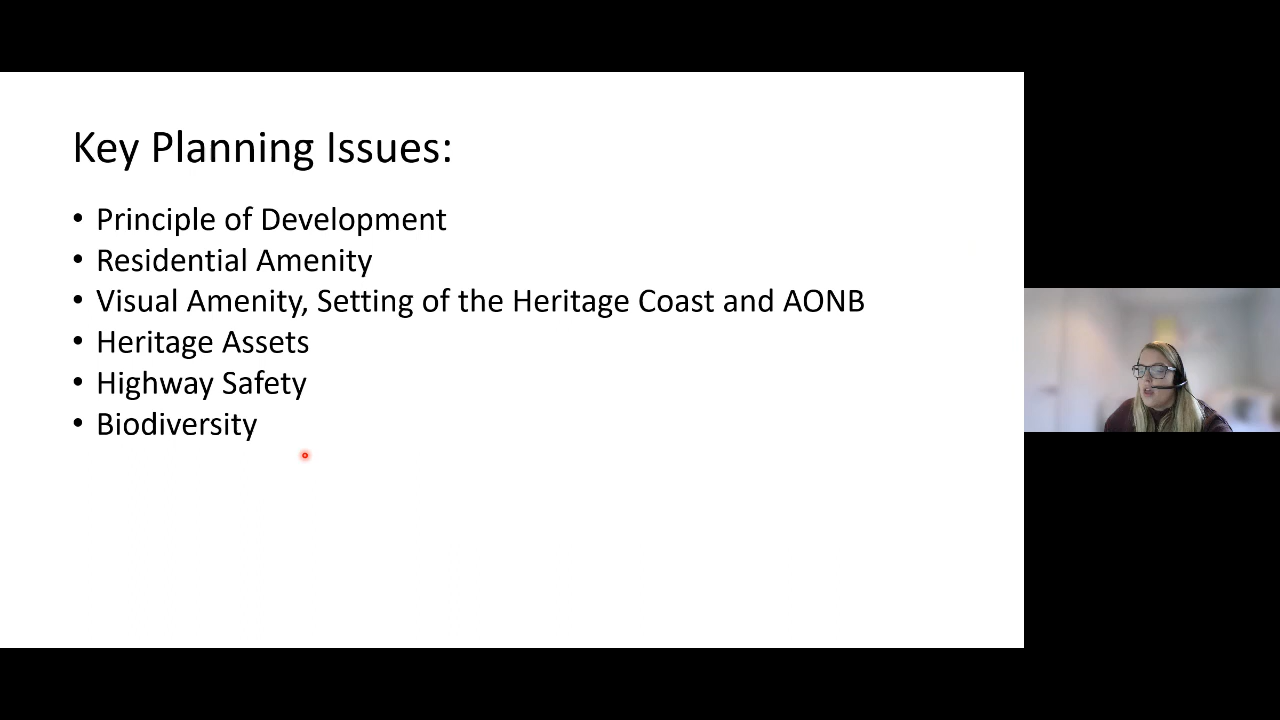 Key Planning Issues:
• Principle of Development
• Residential Amenity
• Visual Amenity, Setting of the Heritage Coast and AONB
• Heritage Assets
• Highway Safety
• Biodiversity